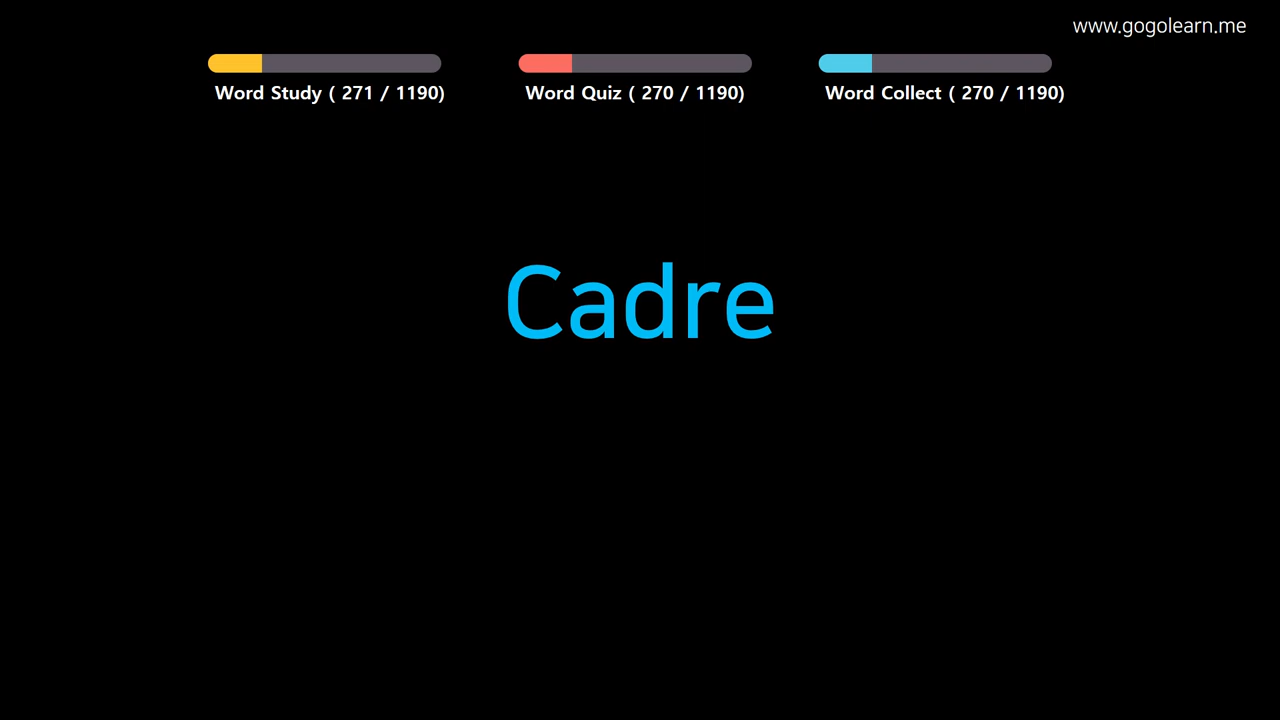 www.gogolearn.me
Word Study ( 271 / 1190)
Word Quiz ( 270 / 1190)
Word Collect ( 270 / 1190)
Cadre